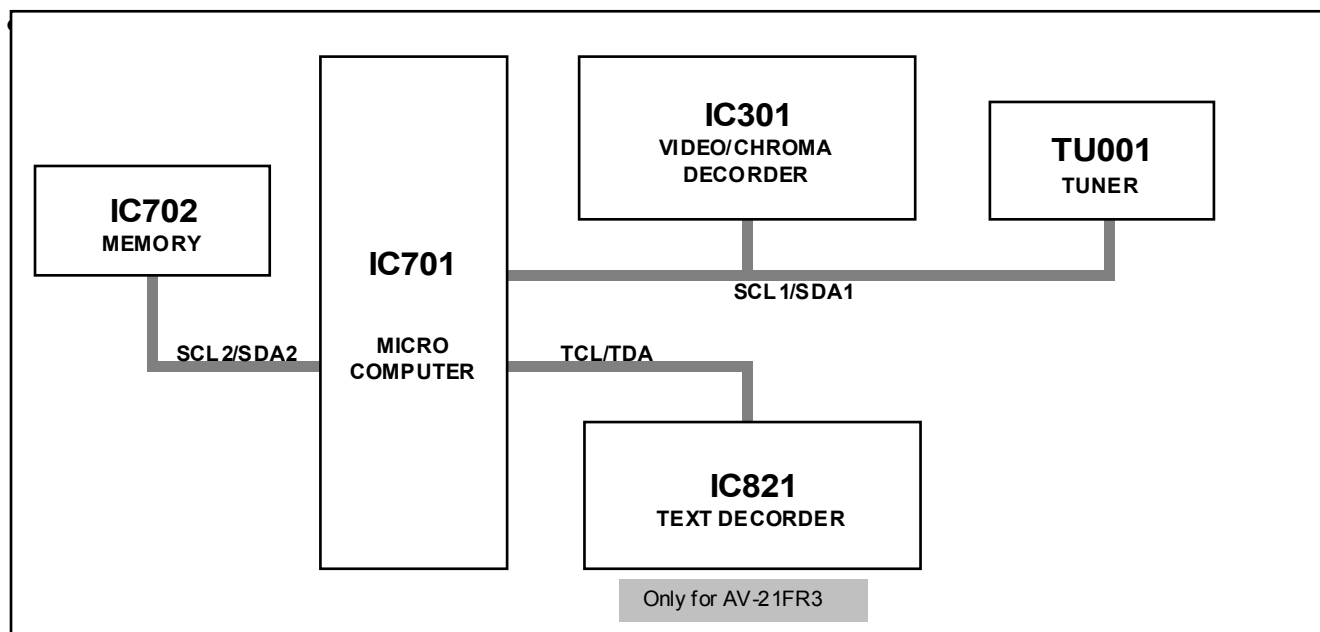 IC301
VIDEO/CHROMA
DECORDER
TU001
TUNER
IC702
MEMORY
IC701
MICRO
COMPUTER
SCL1/SDA1
SCL2/SDA2
TCL/TDA
IC821
TEXT DECORDER
Only for AV-21FR3